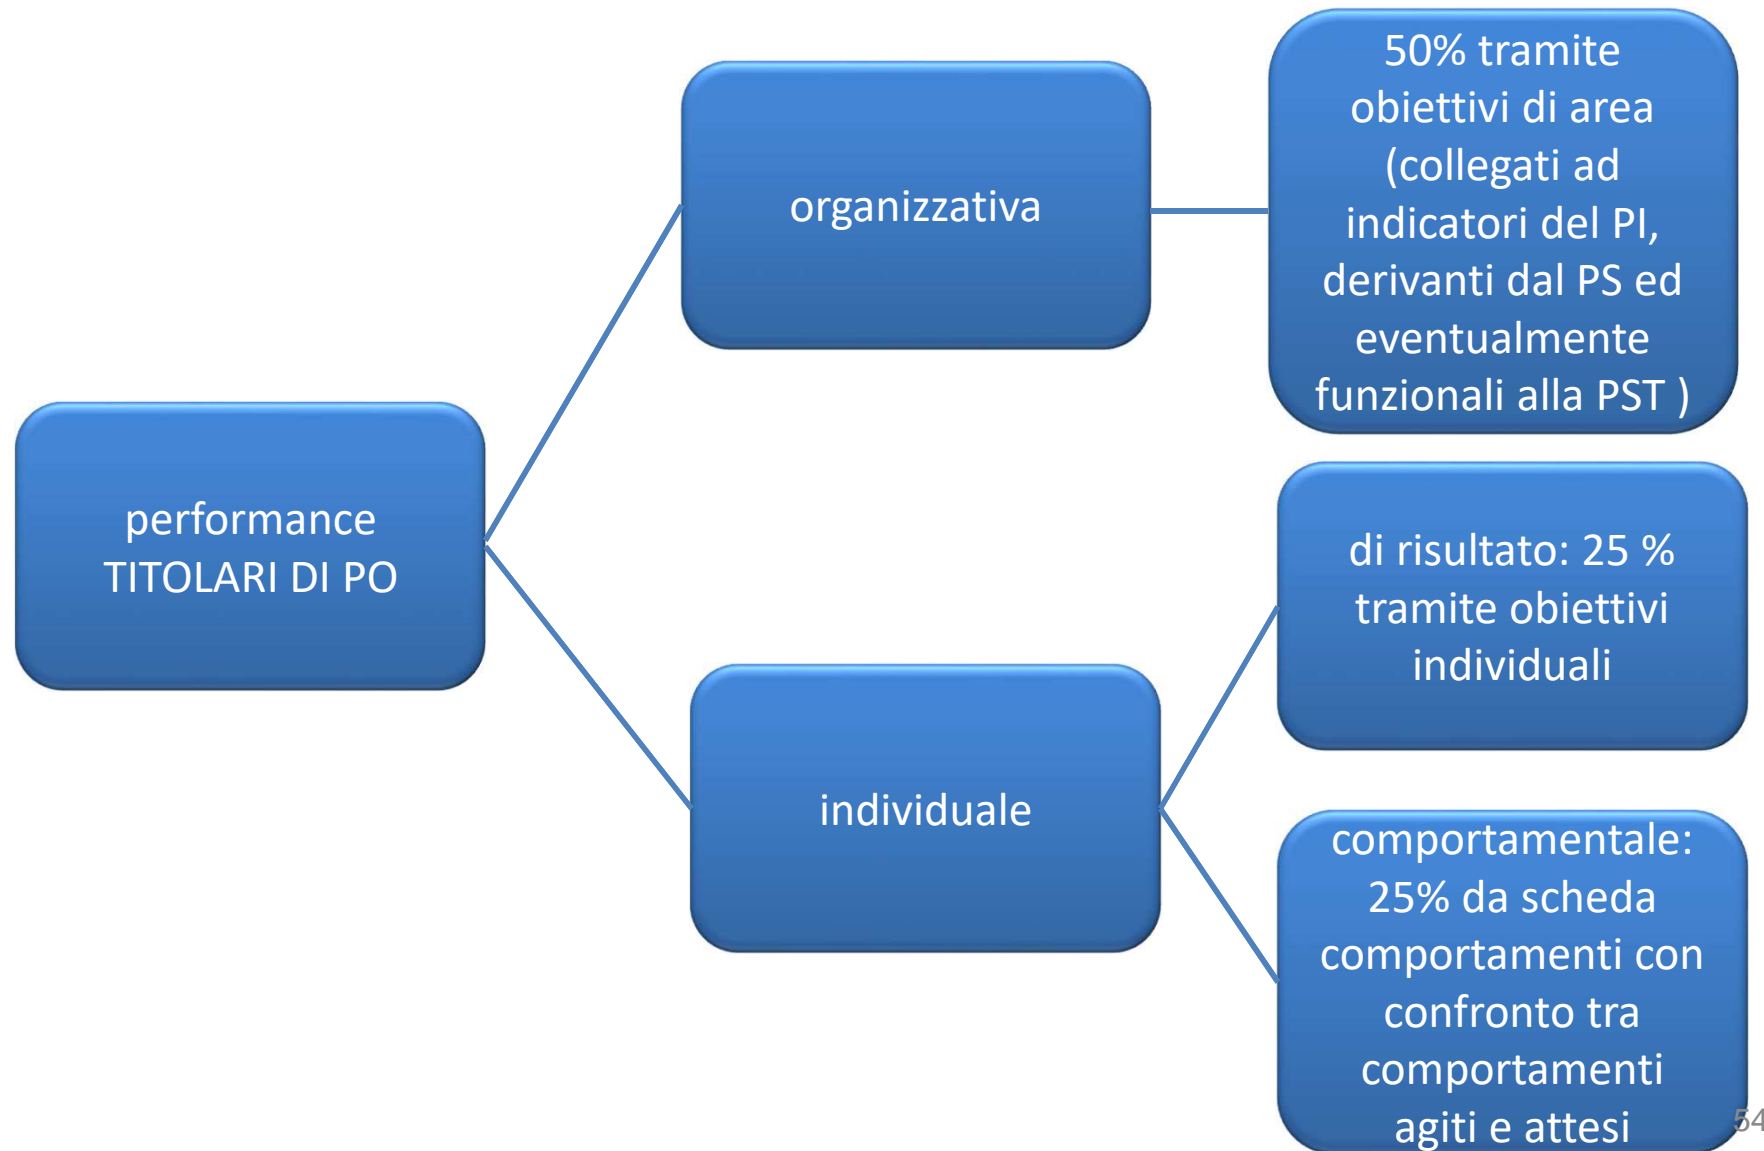 50% tramite
obiettivi di area
(collegati ad
indicatori del PI,
derivanti dal PS ed
eventualmente
funzionali alla PST )
organizzativa
performance
TITOLARI DI PO
di risultato: 25 %
tramite obiettivi
individuali
individuale
comportamentale:
25% da scheda
comportamenti con
confronto tra
comportamenti
agiti e attesi
54